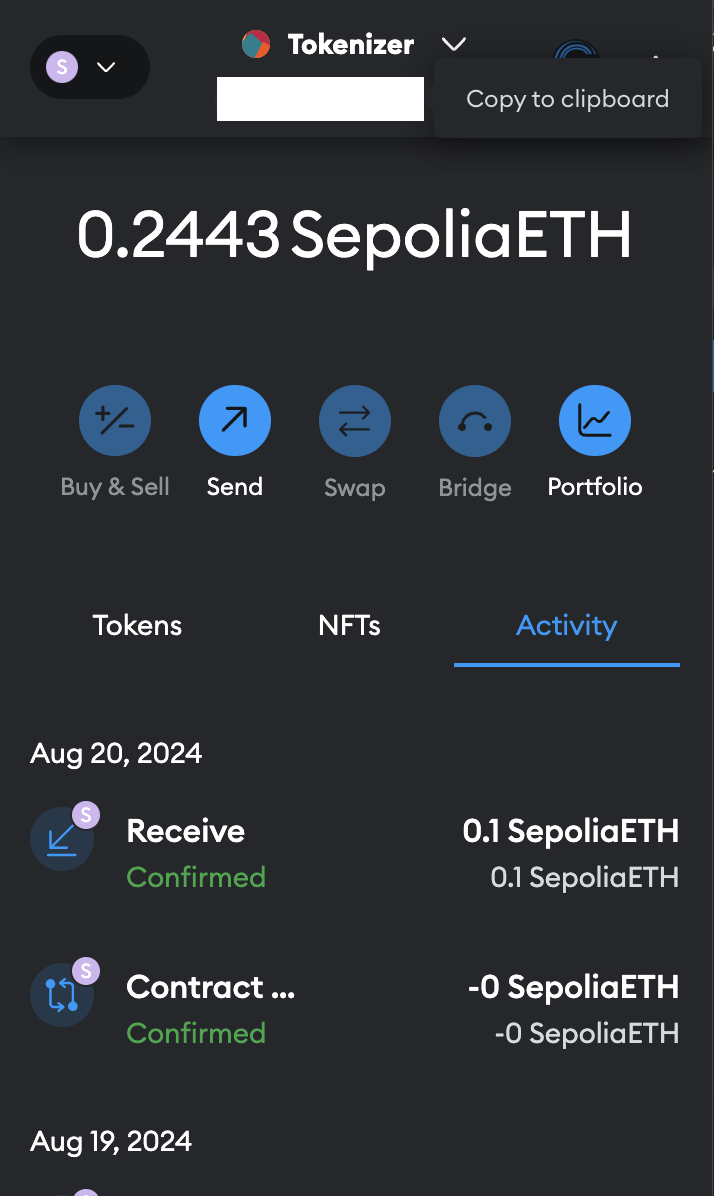 S
Tokenizer
Copy to clipboard
0.2443 SepoliaETH
Buy & Sell
Send
Swap
Bridge
Portfolio
Tokens
NFTs
Activity
Aug 20, 2024
S
Receive
0.1 SepoliaETH
Confirmed
0.1 SepoliaETH
S
Contract ...
-0 SepoliaETH
Confirmed
-0 SepoliaETH
Aug 19, 2024